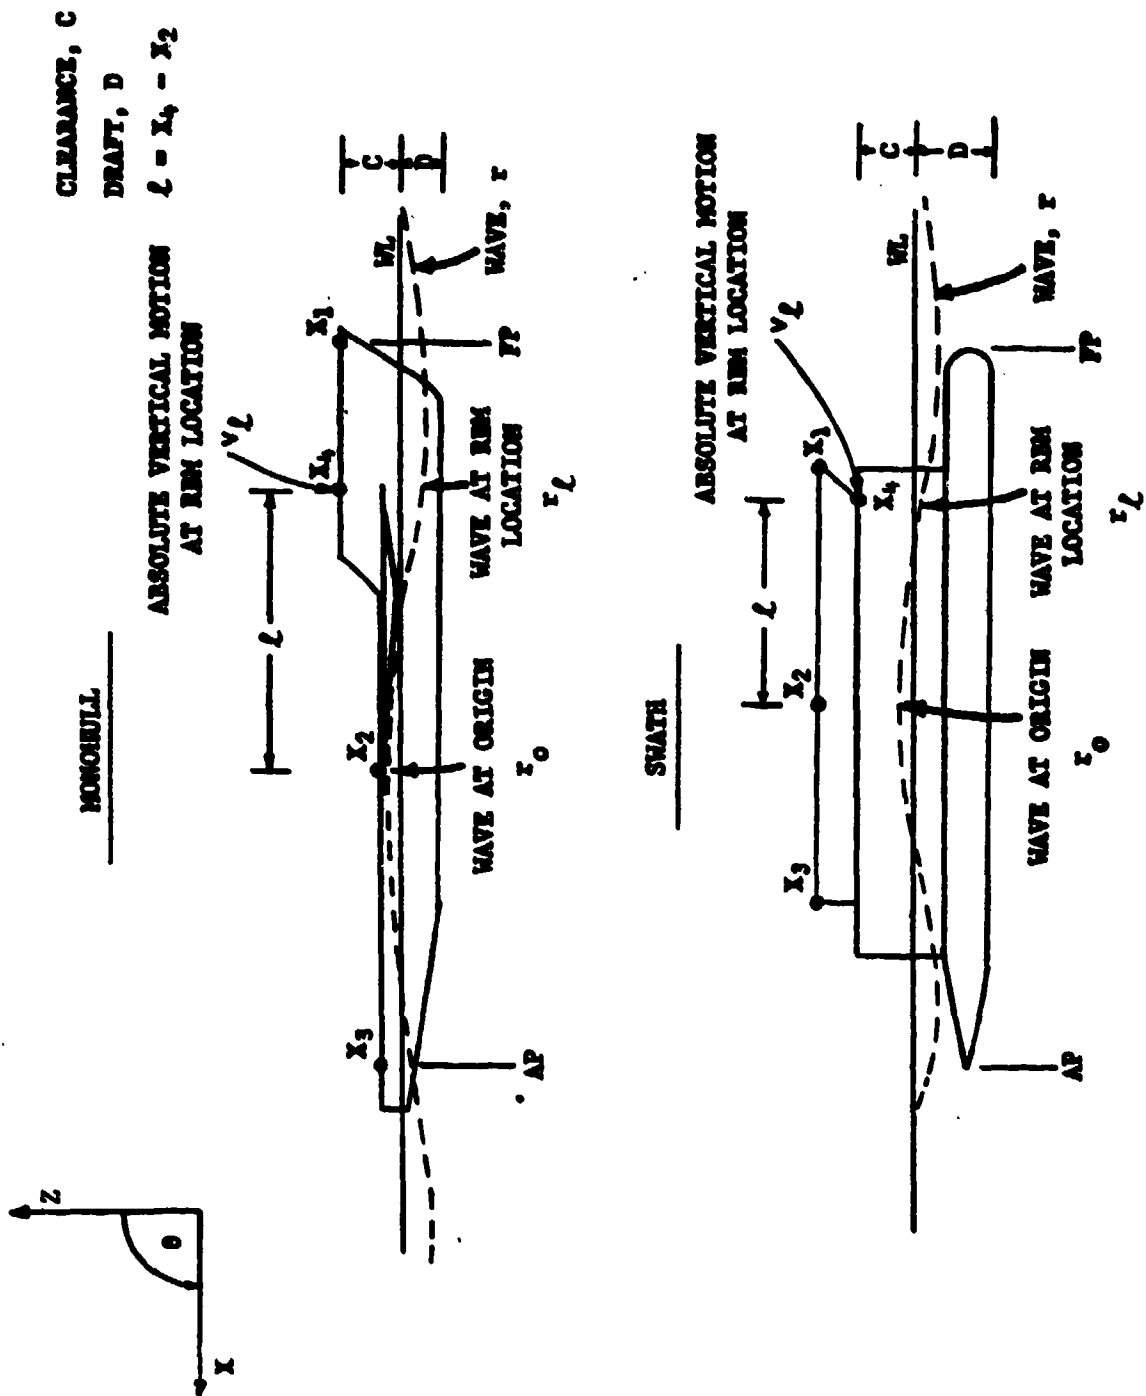 CLEARANCE, C
DRAFT, D
ℓ = X₄ - X₂
MONOHULL
ABSOLUTE VERTICAL MOTION
AT RBM LOCATION
Vℓ
X₁
X₄
X₂
X₃
ℓ
WL
C
D
WAVE, r
FP
AP
WAVE AT RBM
LOCATION
rℓ
WAVE AT ORIGIN
r₀
Z
θ
X
SWATH
ABSOLUTE VERTICAL MOTION
AT RBM LOCATION
Vℓ
X₁
X₄
X₂
X₃
ℓ
WL
C
D
WAVE, r
FP
AP
WAVE AT RBM
LOCATION
rℓ
WAVE AT ORIGIN
r₀